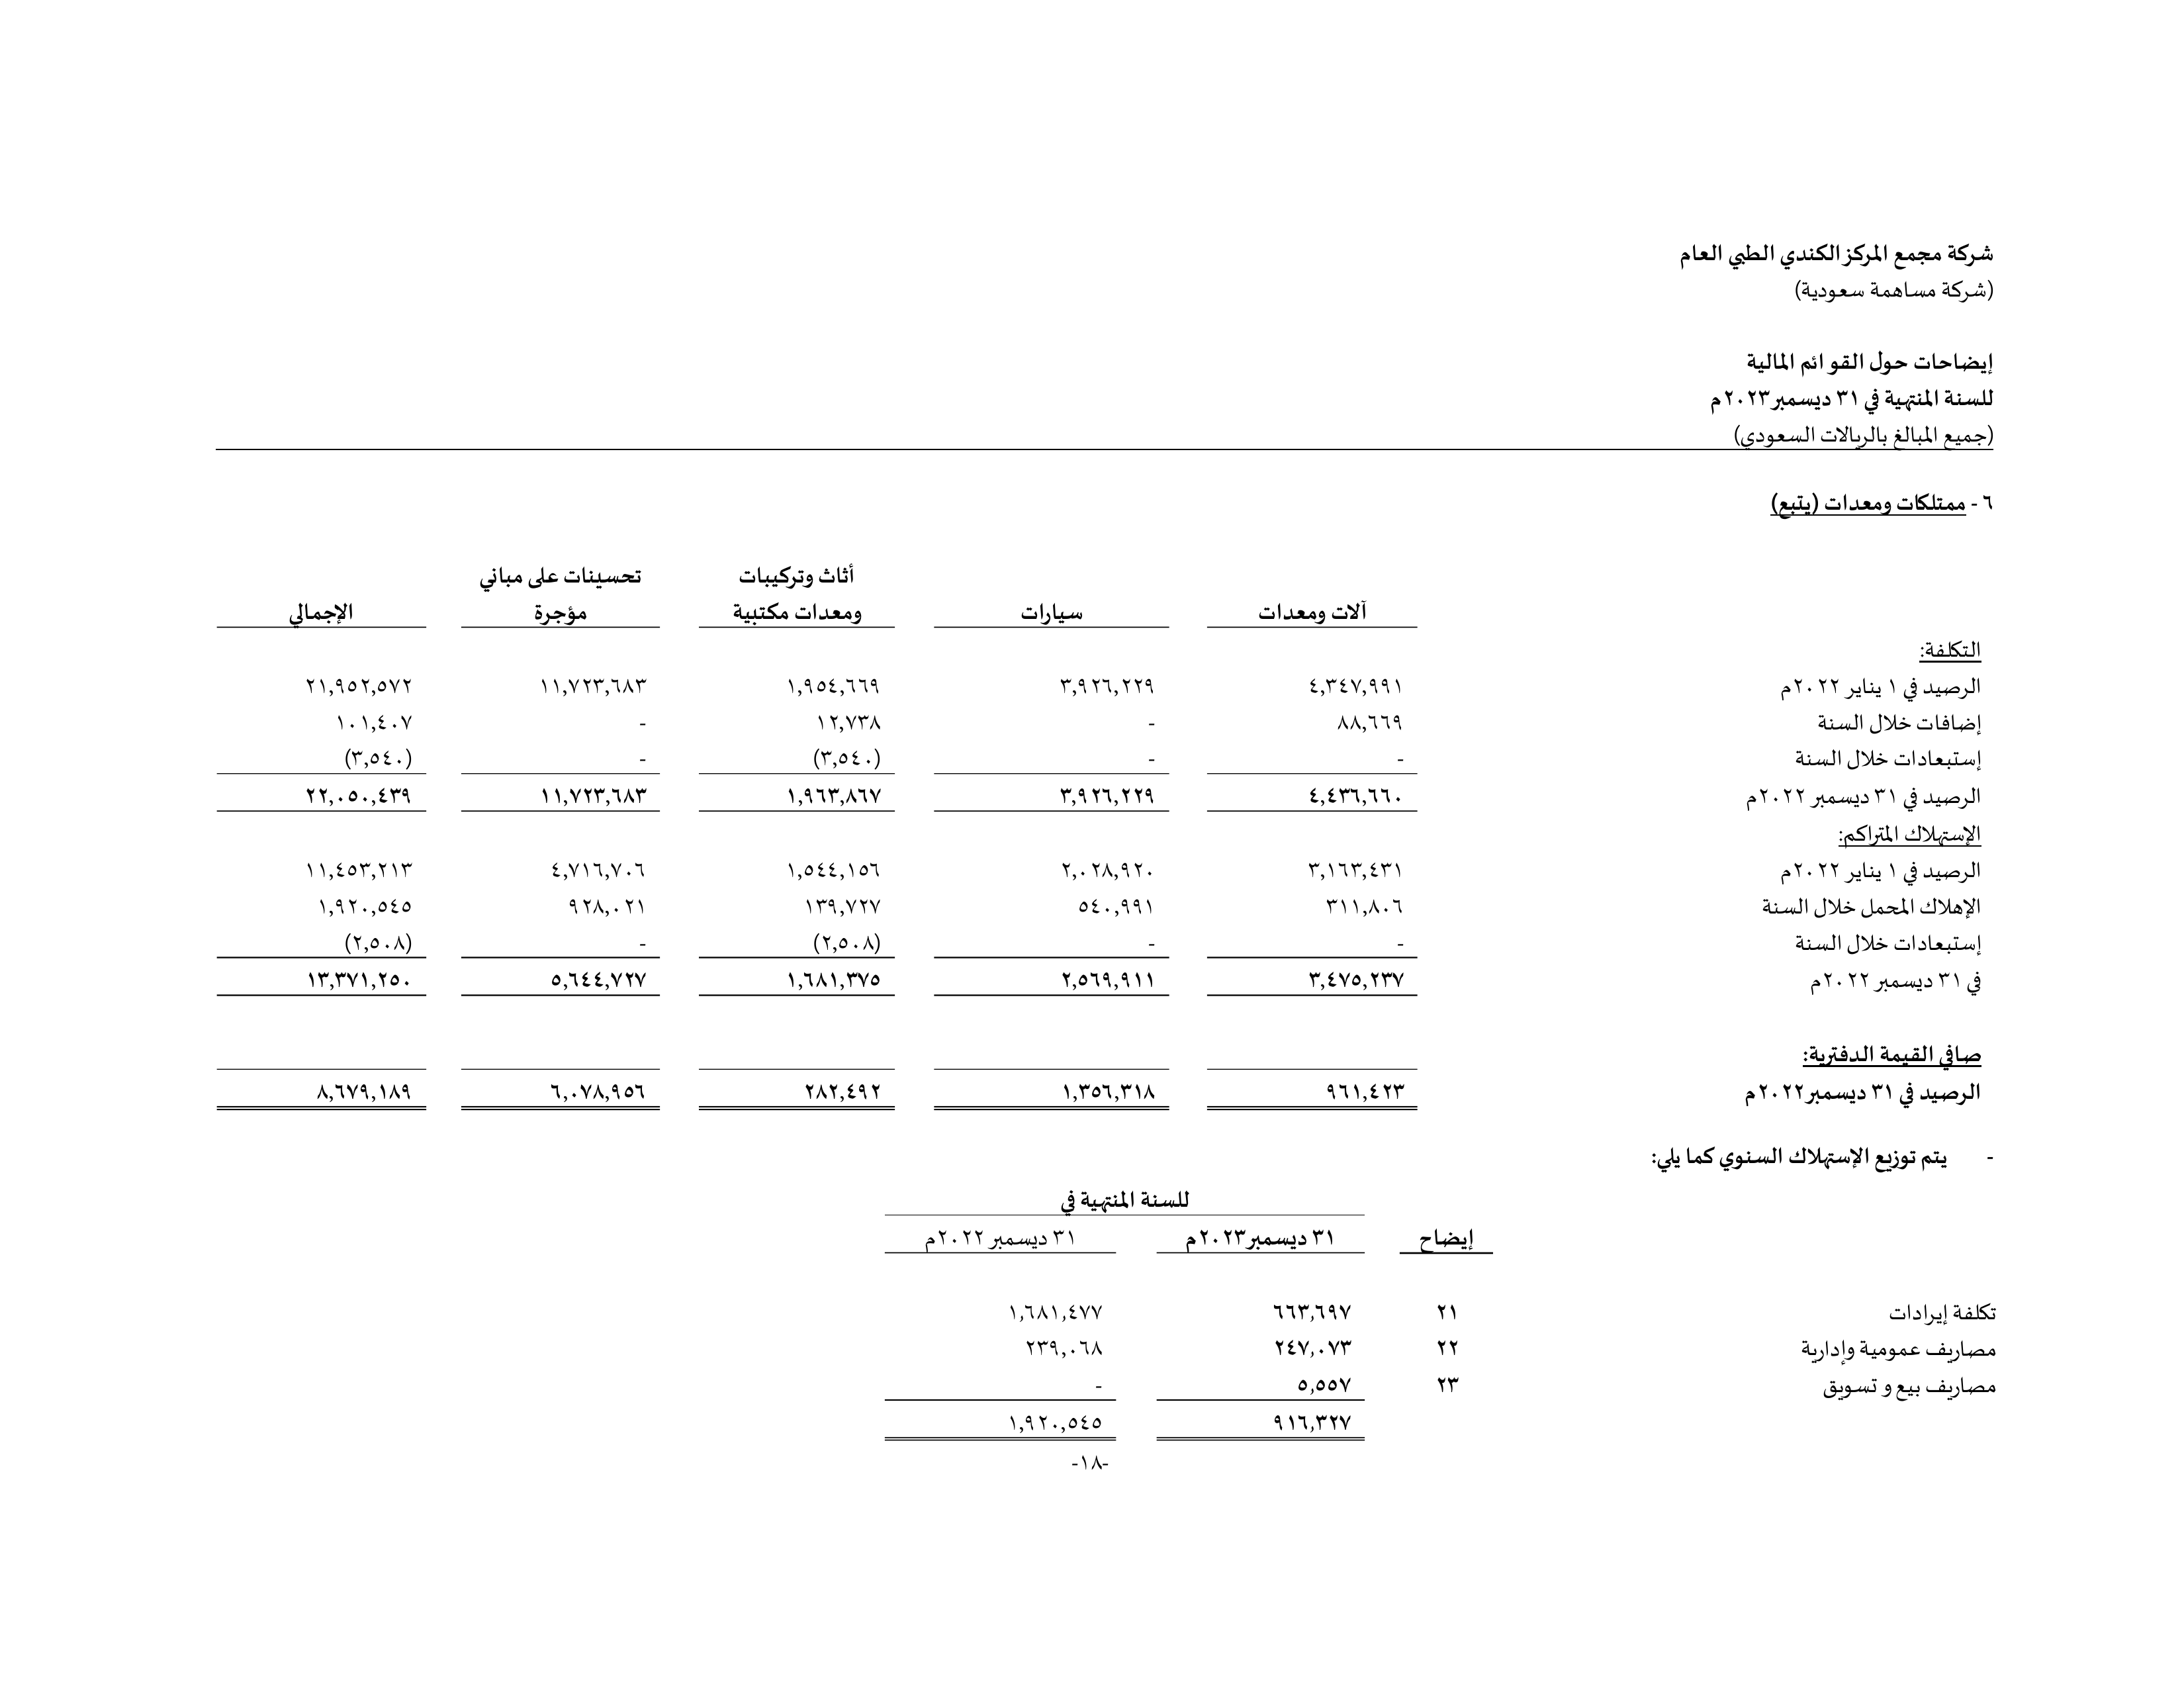 شركة مجمع المركز الكندي الطبي العام
(شركة مساهمة سعودية)
إيضاحات حول القوائم المالية
للسنة المنتهية في ٣١ ديسمبر ٢٠٢٣م
(جميع المبالغ بالريالات السعودي)
٦ - ممتلكات ومعدات (يتبع)
آلات ومعدات سيارات أثاث وتركيبات ومعدات مكتبية تحسينات على مباني مؤجرة الإجمالي
التكلفة:
الرصيد في ١ يناير ٢٠٢٢م ٤,٣٤٧,٩٩١ ٣,٩٢٦,٢٢٩ ١,٩٥٤,٦٦٩ ١١,٧٢٣,٦٨٣ ٢١,٩٥٢,٥٧٢
إضافات خلال السنة ٨٨,٦٦٩ - ١٢,٧٣٨ - ١٠١,٤٠٧
إستبعادات خلال السنة - - (٣,٥٤٠) - (٣,٥٤٠)
الرصيد في ٣١ ديسمبر ٢٠٢٢م ٤,٤٣٦,٦٦٠ ٣,٩٢٦,٢٢٩ ١,٩٦٣,٨٦٧ ١١,٧٢٣,٦٨٣ ٢٢,٠٥٠,٤٣٩
الإستهلاك المتراكم:
الرصيد في ١ يناير ٢٠٢٢م ٣,١٦٣,٤٣١ ٢,٠٢٨,٩٢٠ ١,٥٤٤,١٥٦ ٤,٧١٦,٧٠٦ ١١,٤٥٣,٢١٣
الإهلاك المحمل خلال السنة ٣١١,٨٠٦ ٥٤٠,٩٩١ ١٣٩,٧٢٧ ٩٢٨,٠٢١ ١,٩٢٠,٥٤٥
إستبعادات خلال السنة - - (٢,٥٠٨) - (٢,٥٠٨)
في ٣١ ديسمبر ٢٠٢٢م ٣,٤٧٥,٢٣٧ ٢,٥٦٩,٩١١ ١,٦٨١,٣٧٥ ٥,٦٤٤,٧٢٧ ١٣,٣٧١,٢٥٠
صافي القيمة الدفترية:
الرصيد في ٣١ ديسمبر ٢٠٢٢م ٩٦١,٤٢٣ ١,٣٥٦,٣١٨ ٢٨٢,٤٩٢ ٦,٠٧٨,٩٥٦ ٨,٦٧٩,١٨٩
- يتم توزيع الإستهلاك السنوي كما يلي:
للسنة المنتهية في
إيضاح ٣١ ديسمبر ٢٠٢٣م ٣١ ديسمبر ٢٠٢٢م
تكلفة إيرادات ٢١ ٦٦٣,٦٩٧ ١,٦٨١,٤٧٧
مصاريف عمومية وإدارية ٢٢ ٢٤٧,٠٧٣ ٢٣٩,٠٦٨
مصاريف بيع و تسويق ٢٣ ٥,٥٥٧ -
٩١٦,٣٢٧ ١,٩٢٠,٥٤٥
-١٨-